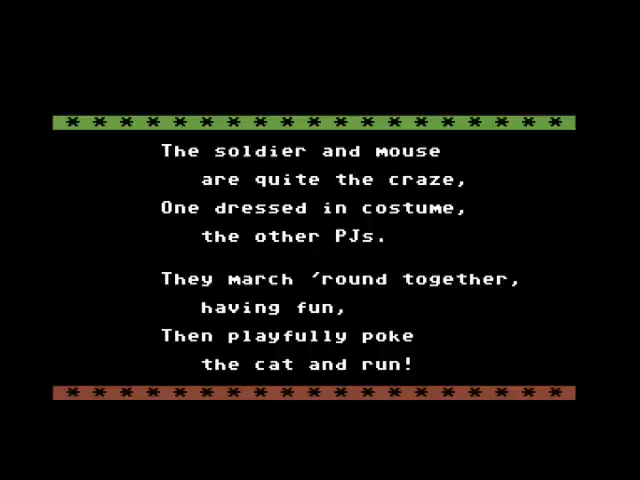 The soldier and mouse
are quite the craze,
One dressed in costume,
the other PJs.
They march 'round together,
having fun,
Then playfully poke
the cat and run!